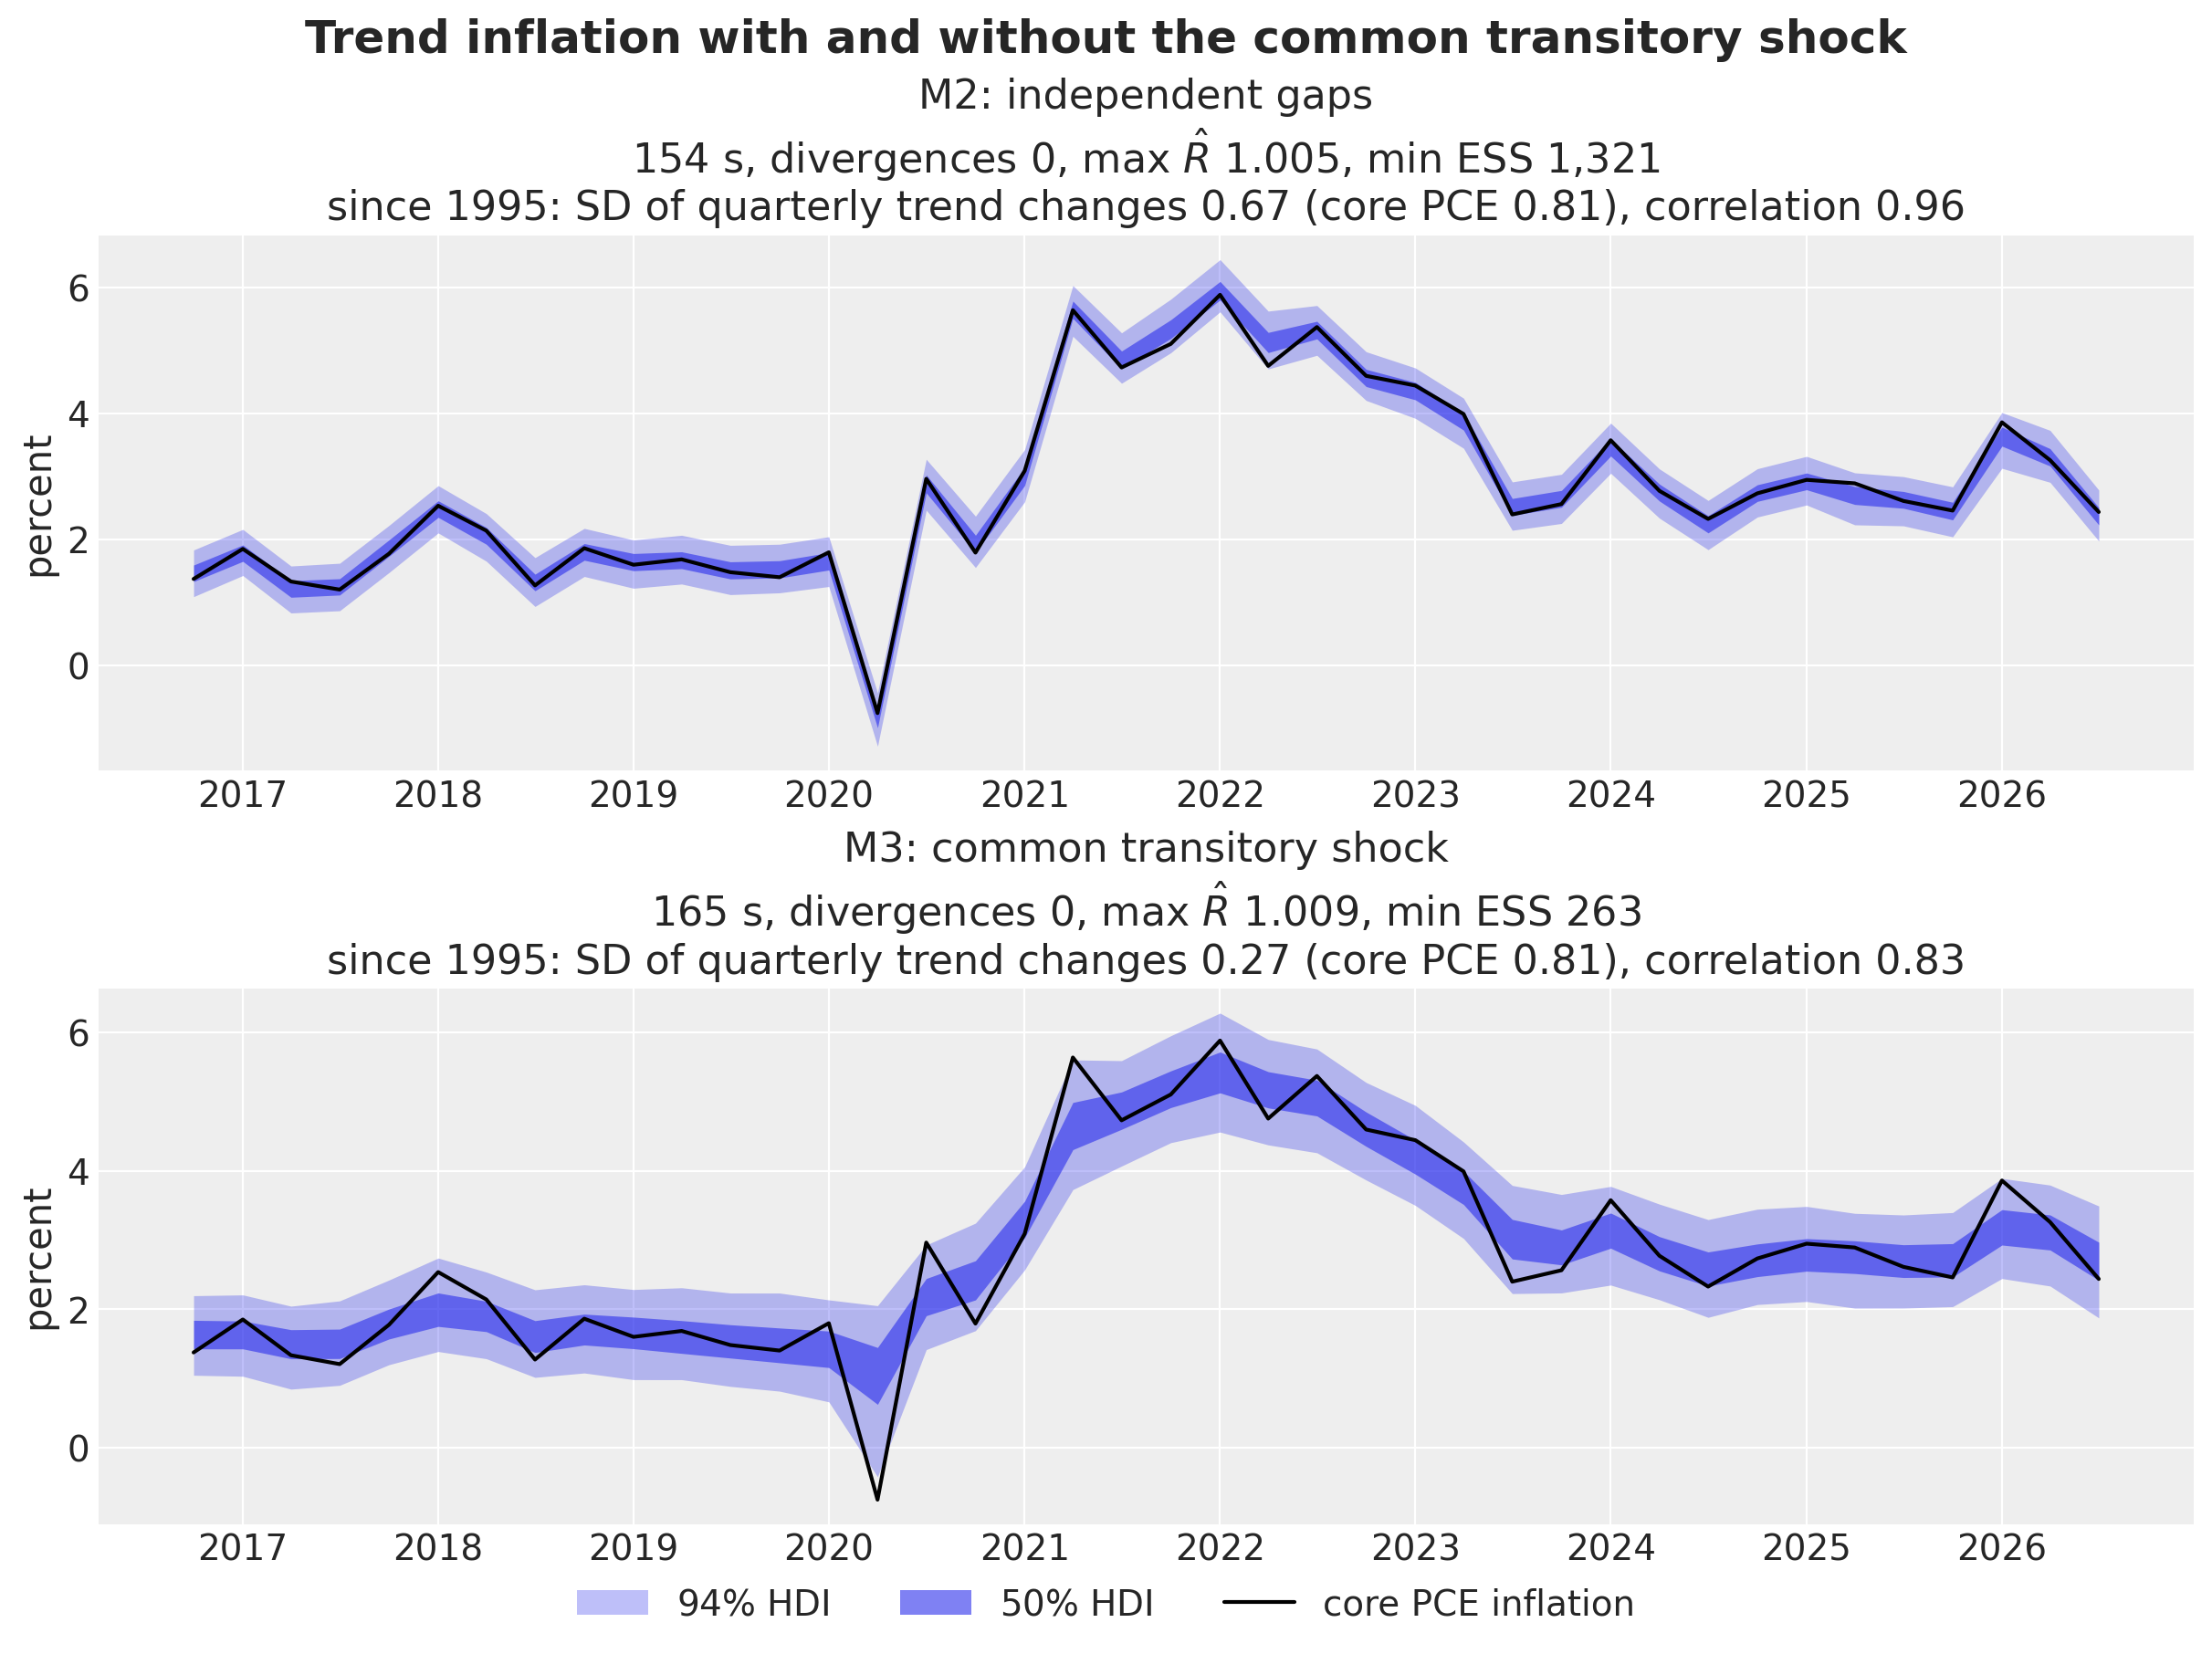 Trend inflation with and without the common transitory shock
M2: independent gaps
154 s, divergences 0, max R̂ 1.005, min ESS 1,321
since 1995: SD of quarterly trend changes 0.67 (core PCE 0.81), correlation 0.96
percent
6
4
2
0
2017 2018 2019 2020 2021 2022 2023 2024 2025 2026
M3: common transitory shock
165 s, divergences 0, max R̂ 1.009, min ESS 263
since 1995: SD of quarterly trend changes 0.27 (core PCE 0.81), correlation 0.83
percent
6
4
2
0
2017 2018 2019 2020 2021 2022 2023 2024 2025 2026
94% HDI 50% HDI core PCE inflation